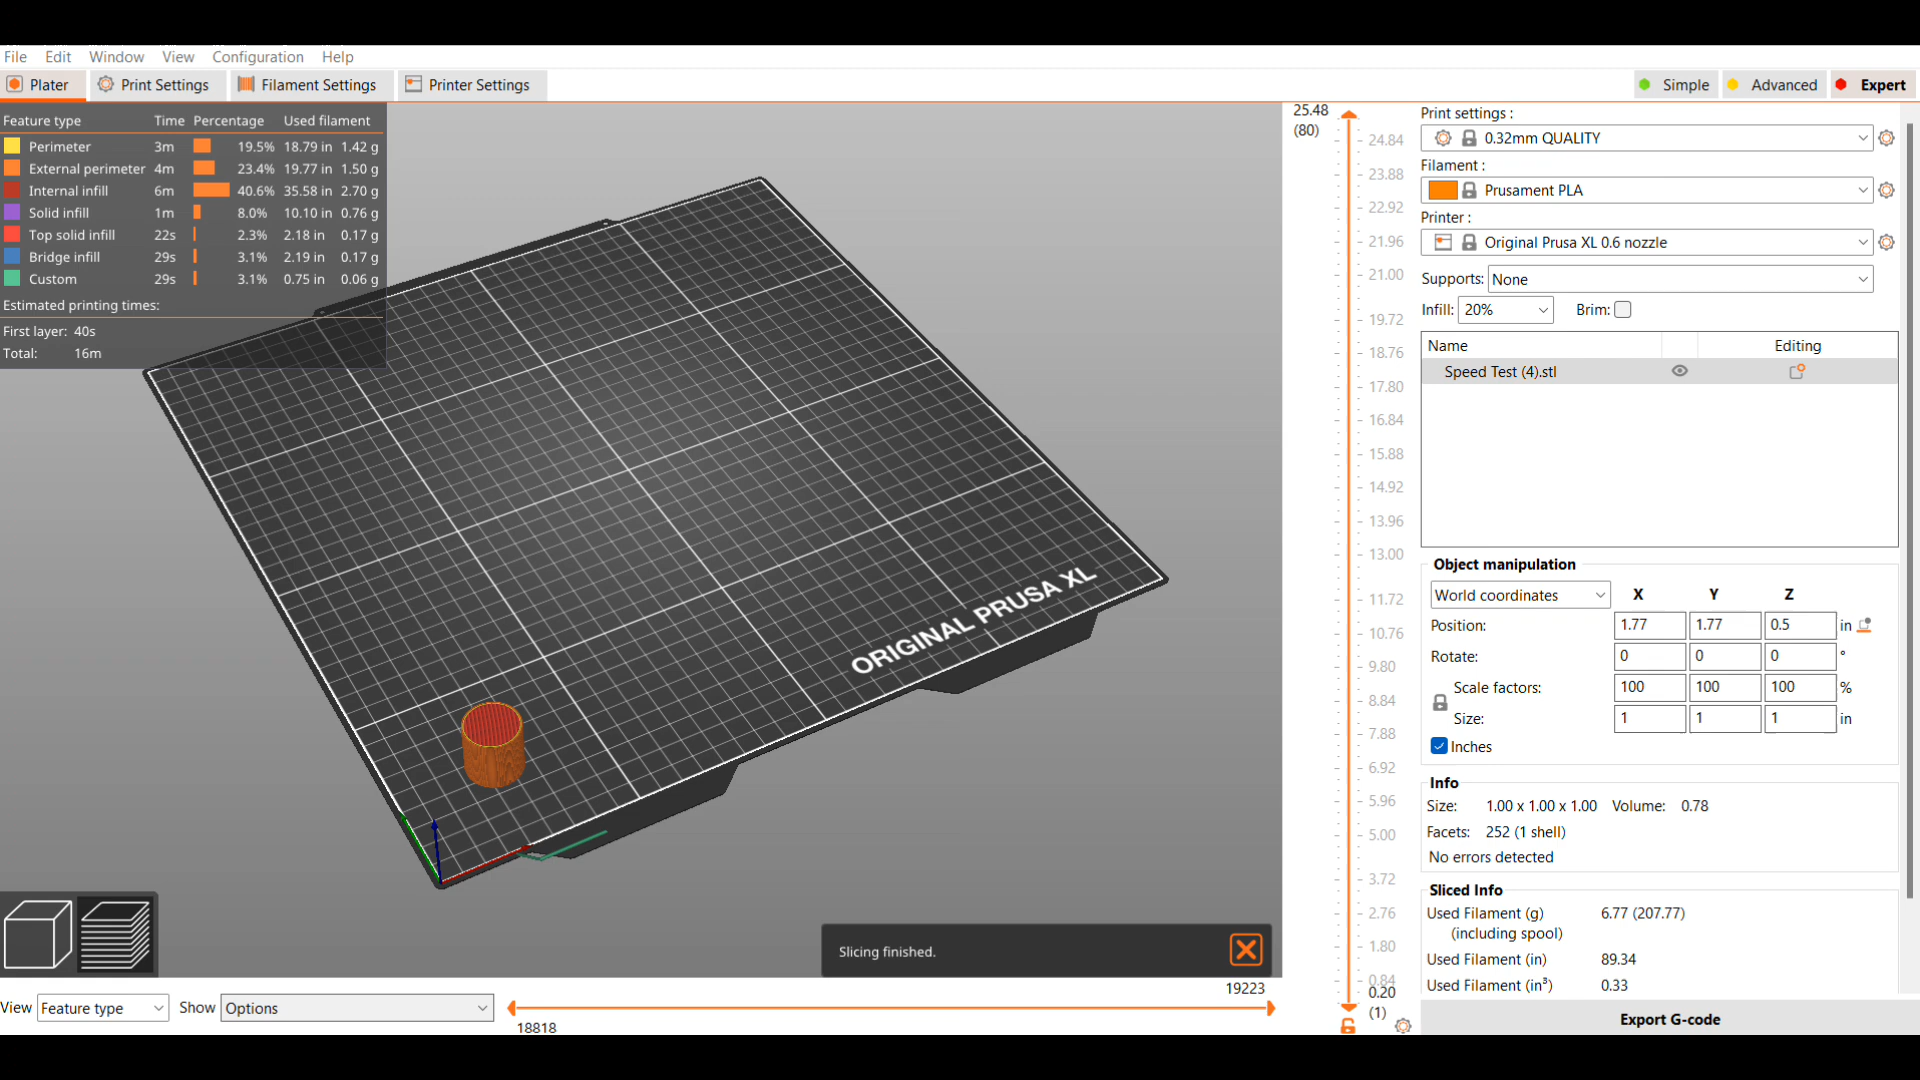 File Edit Window View Configuration Help
Plater Print Settings Filament Settings Printer Settings Simple Advanced Expert
Feature type Time Percentage Used filament
Perimeter 3m 19.5% 18.79 in 1.42 g
External perimeter 4m 23.4% 19.77 in 1.50 g
Internal infill 6m 40.6% 35.58 in 2.70 g
Solid infill 1m 8.0% 10.10 in 0.76 g
Top solid infill 22s 2.3% 2.18 in 0.17 g
Bridge infill 29s 3.1% 2.19 in 0.17 g
Custom 29s 3.1% 0.75 in 0.06 g
Estimated printing times:
First layer: 40s
Total: 16m
ORIGINAL PRUSA XL
Slicing finished.
View Feature type Show Options
19223
18818
25.48
(80)
24.84
23.88
22.92
21.96
21.00
19.72
18.76
17.80
16.84
15.88
14.92
13.96
13.00
11.72
10.76
9.80
8.84
7.88
6.92
5.96
5.00
3.72
2.76
1.80
0.84
0.20
(1)
Print settings :
0.32mm QUALITY
Filament :
Prusament PLA
Printer :
Original Prusa XL 0.6 nozzle
Supports: None
Infill: 20% Brim:
Name Editing
Speed Test (4).stl
Object manipulation
World coordinates X Y Z
Position: 1.77 1.77 0.5 in
Rotate: 0 0 0 °
Scale factors: 100 100 100 %
Size: 1 1 1 in
Inches
Info
Size: 1.00 x 1.00 x 1.00 Volume: 0.78
Facets: 252 (1 shell)
No errors detected
Sliced Info
Used Filament (g) 6.77 (207.77)
(including spool)
Used Filament (in) 89.34
Used Filament (in³) 0.33
Export G-code